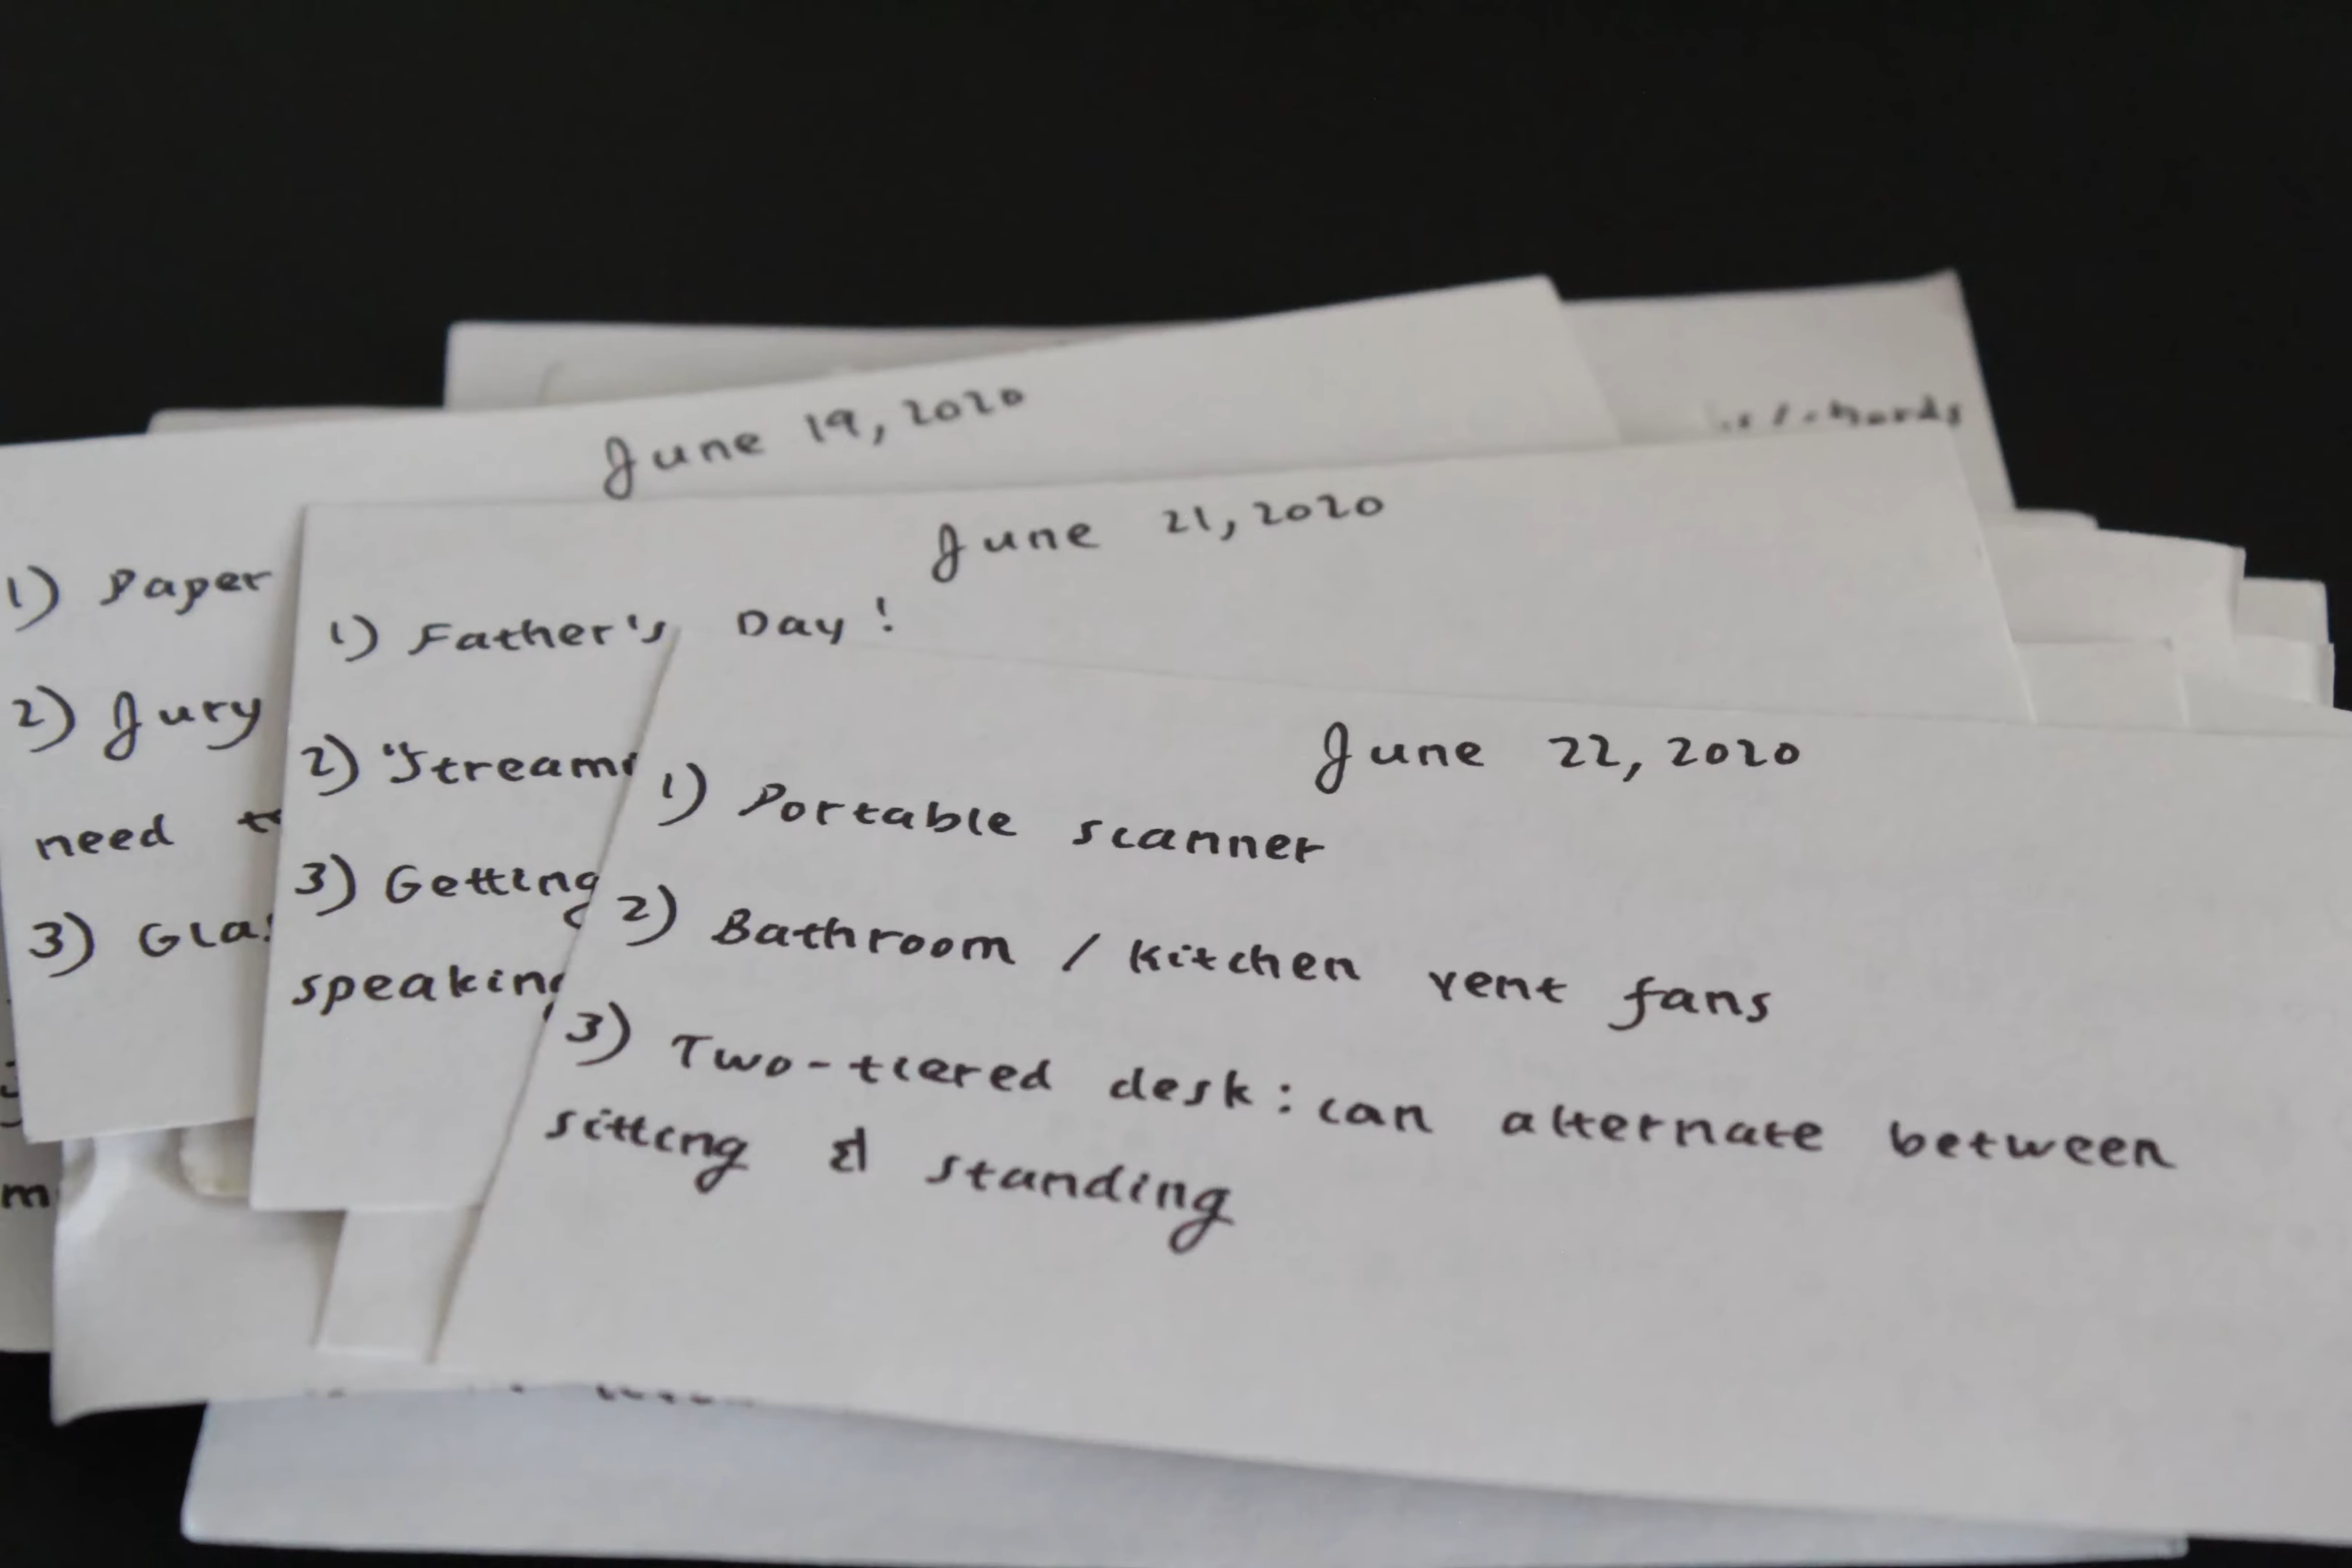 June 19, 2020
1) Paper
2) Jury
need
3)
June 21, 2020
1) Father's Day!
2)
3) Getting
speaking
June 22, 2020
1) Portable scanner
2) Bathroom / Kitchen vent fans
3) Two-tiered desk: can alternate between
sitting & standing